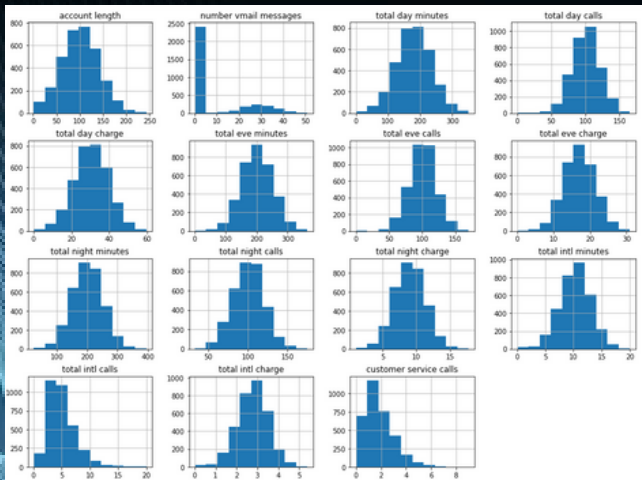 account length
800
600
400
200
0
0 50 100 150 200 250
number vmail messages
2500
2000
1500
1000
500
0
0 10 20 30 40 50
total day minutes
800
600
400
200
0
0 100 200 300
total day calls
1000
800
600
400
200
0
0 50 100 150
total day charge
800
600
400
200
0
0 20 40 60
total eve minutes
800
600
400
200
0
0 100 200 300
total eve calls
1000
800
600
400
200
0
0 50 100 150
total eve charge
800
600
400
200
0
0 10 20 30
total night minutes
800
600
400
200
0
100 200 300 400
total night calls
800
600
400
200
0
50 100 150
total night charge
800
600
400
200
0
5 10 15
total intl minutes
1000
800
600
400
200
0
0 5 10 15 20
total intl calls
1000
750
500
250
0
0 5 10 15 20
total intl charge
1000
800
600
400
200
0
0 1 2 3 4 5
customer service calls
1000
750
500
250
0
0 2 4 6 8